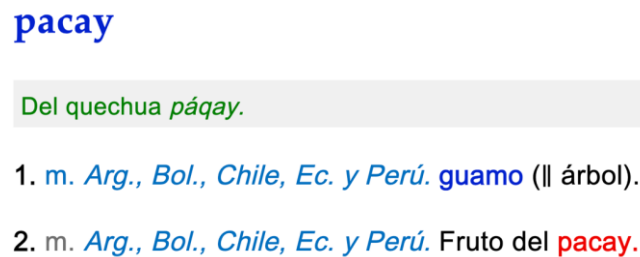 pacay
Del quechua páqay.
1. m. Arg., Bol., Chile, Ec. y Perú. guamo (ǁ árbol).
2. m. Arg., Bol., Chile, Ec. y Perú. Fruto del pacay.